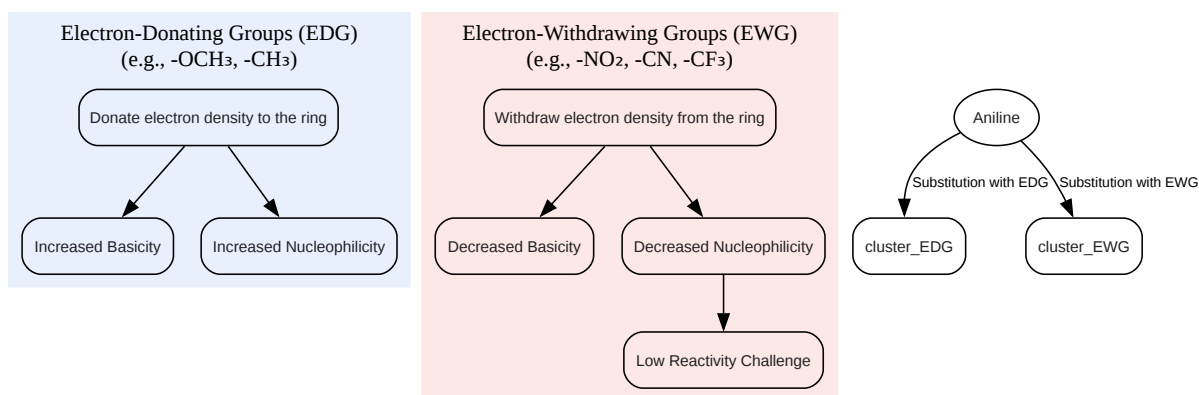 Electron-Donating Groups (EDG)
(e.g., -OCH₃, -CH₃)
Donate electron density to the ring
Increased Basicity
Increased Nucleophilicity
Electron-Withdrawing Groups (EWG)
(e.g., -NO₂, -CN, -CF₃)
Withdraw electron density from the ring
Decreased Basicity
Decreased Nucleophilicity
Low Reactivity Challenge
Aniline
Substitution with EDG
Substitution with EWG
cluster_EDG
cluster_EWG